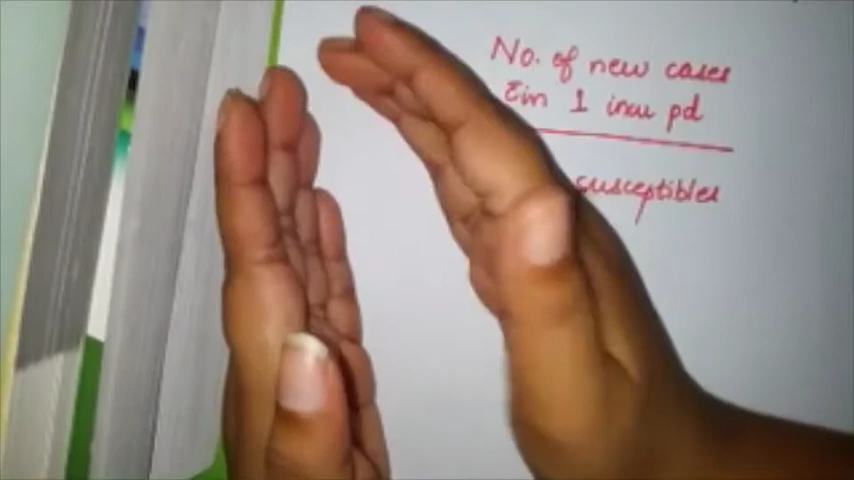 No. of new cases
in 1 incu pd
susceptibles